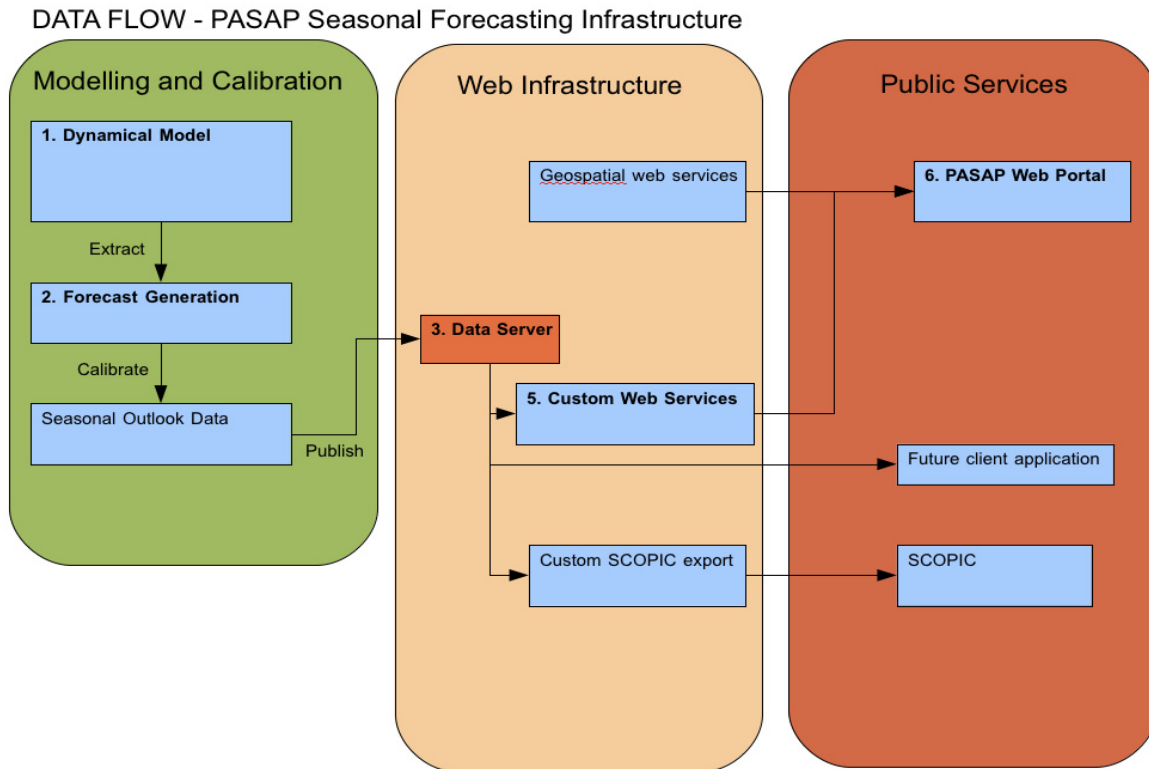 DATA FLOW - PASAP Seasonal Forecasting Infrastructure
Modelling and Calibration
1. Dynamical Model
Extract
2. Forecast Generation
Calibrate
Seasonal Outlook Data
Publish
Web Infrastructure
Geospatial web services
3. Data Server
5. Custom Web Services
Custom SCOPIC export
Public Services
6. PASAP Web Portal
Future client application
SCOPIC